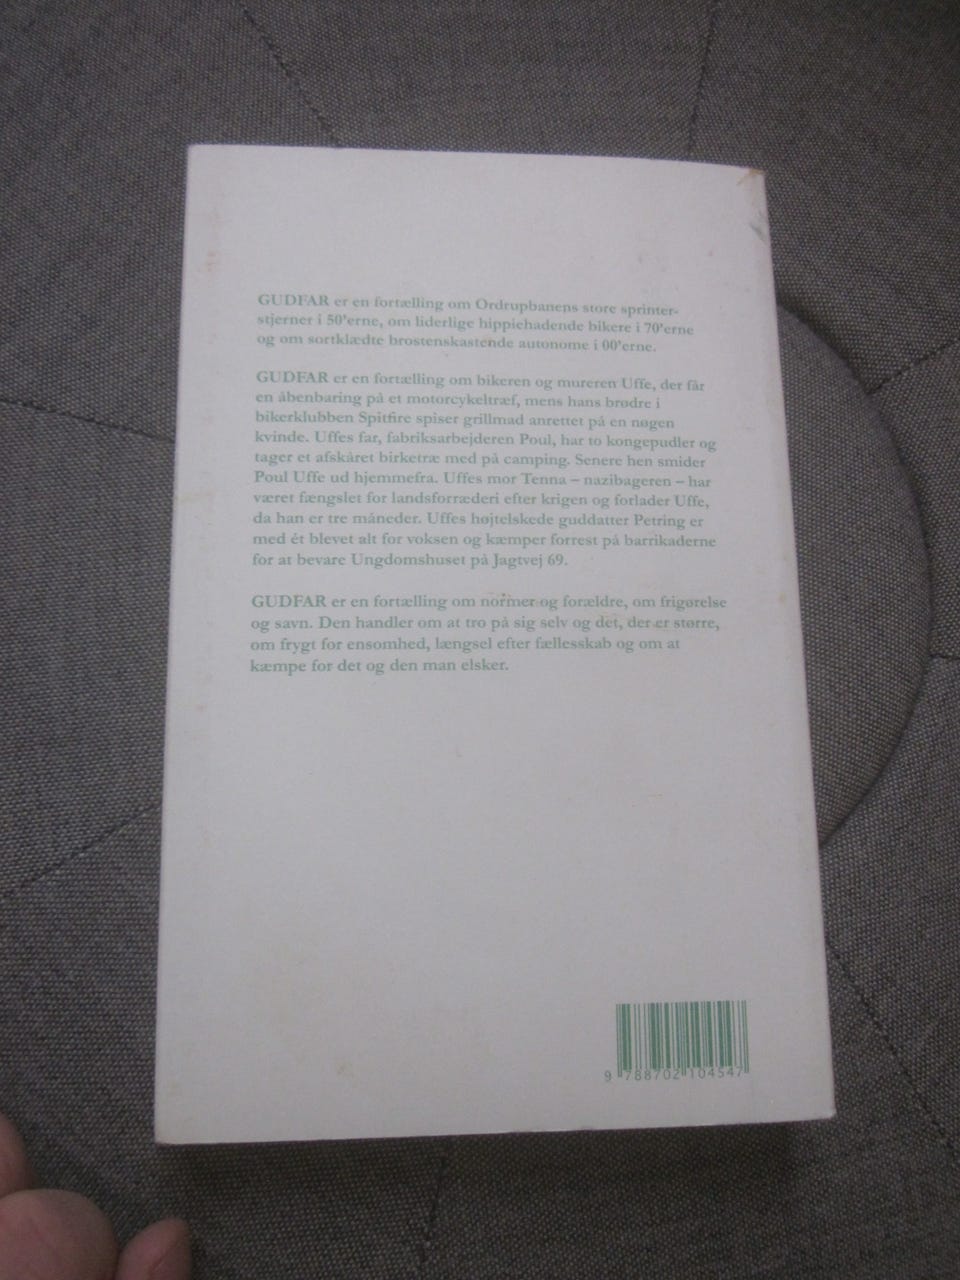 GUDFAR er en fortælling om Ordrupbanens store sprinter-
stjerner i 50'erne, om liderlige hippiehadende bikere i 70'erne
og om sortklædte brostenskastende autonome i 00'erne.
GUDFAR er en fortælling om bikeren og mureren Uffe, der får
en åbenbaring på et motorcykeltræf, mens hans brødre i
bikerklubben Spitfire spiser grillmad anrettet på en nøgen
kvinde. Uffes far, fabriksarbejderen Poul, har to kongepudler og
tager et afskåret birketræ med på camping. Senere hen smider
Poul Uffe ud hjemmefra. Uffes mor Tenna – nazibageren – har
været fængslet for landsforræderi efter krigen og forlader Uffe,
da han er tre måneder. Uffes højtelskede guddatter Petring er
med ét blevet alt for voksen og kæmper forrest på barrikaderne
for at bevare Ungdomshuset på Jagtvej 69.
GUDFAR er en fortælling om normer og forældre, om frigørelse
og savn. Den handler om at tro på sig selv og det, der er større,
om frygt for ensomhed, længsel efter fællesskab og om at
kæmpe for det og den man elsker.
9 788702 104547